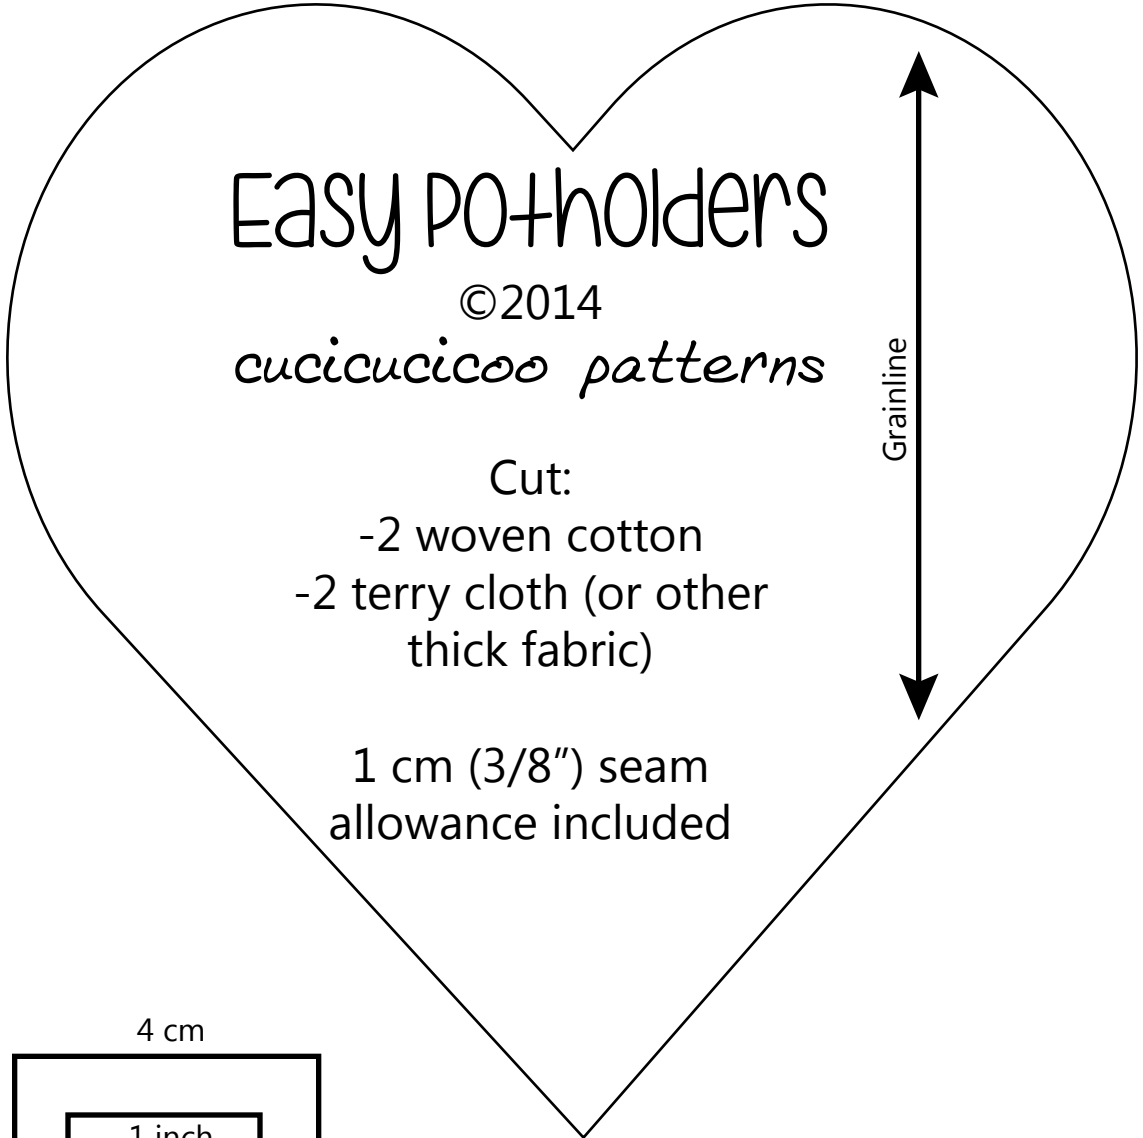 Easy Potholders
©2014
cucicucicoo patterns
Grainline
Cut:
-2 woven cotton
-2 terry cloth (or other
thick fabric)
1 cm (3/8”) seam
allowance included
4 cm
1 inch